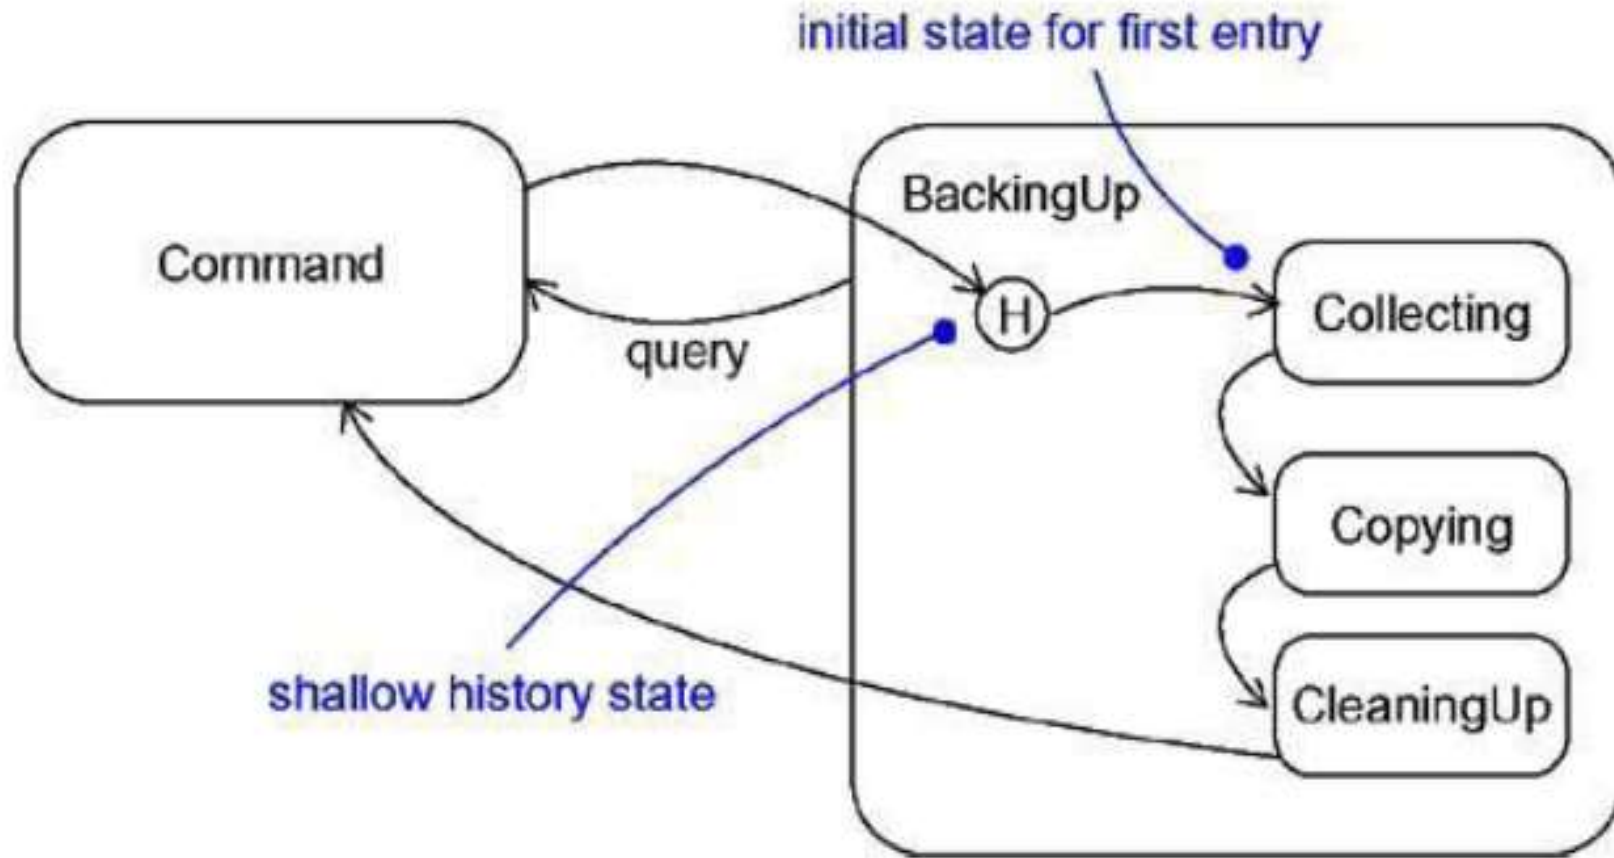 initial state for first entry
BackingUp
Command
H
Collecting
query
Copying
shallow history state
CleaningUp